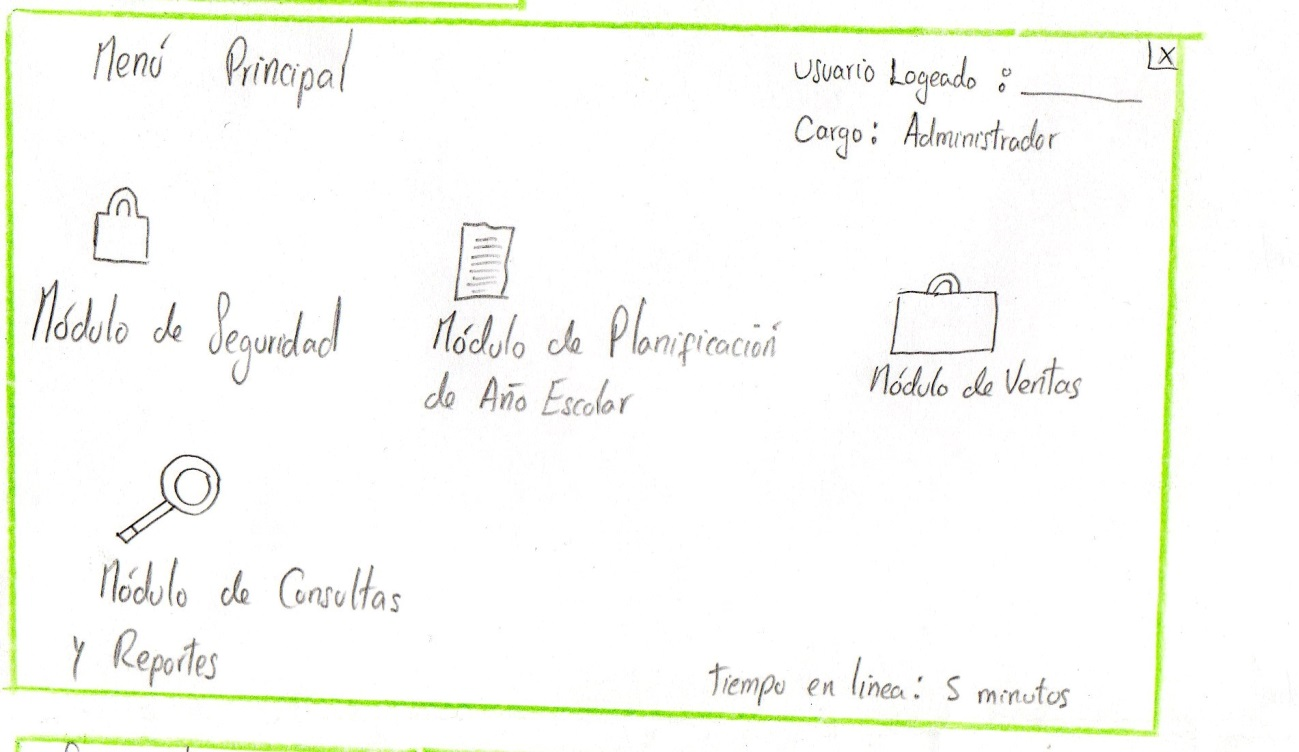 Menú Principal
X
Usuario Logeado : ________
Cargo: Administrador
Módulo de Seguridad
Módulo de Planificación
de Año Escolar
Módulo de Ventas
Módulo de Consultas
y Reportes
Tiempo en linea: 5 minutos